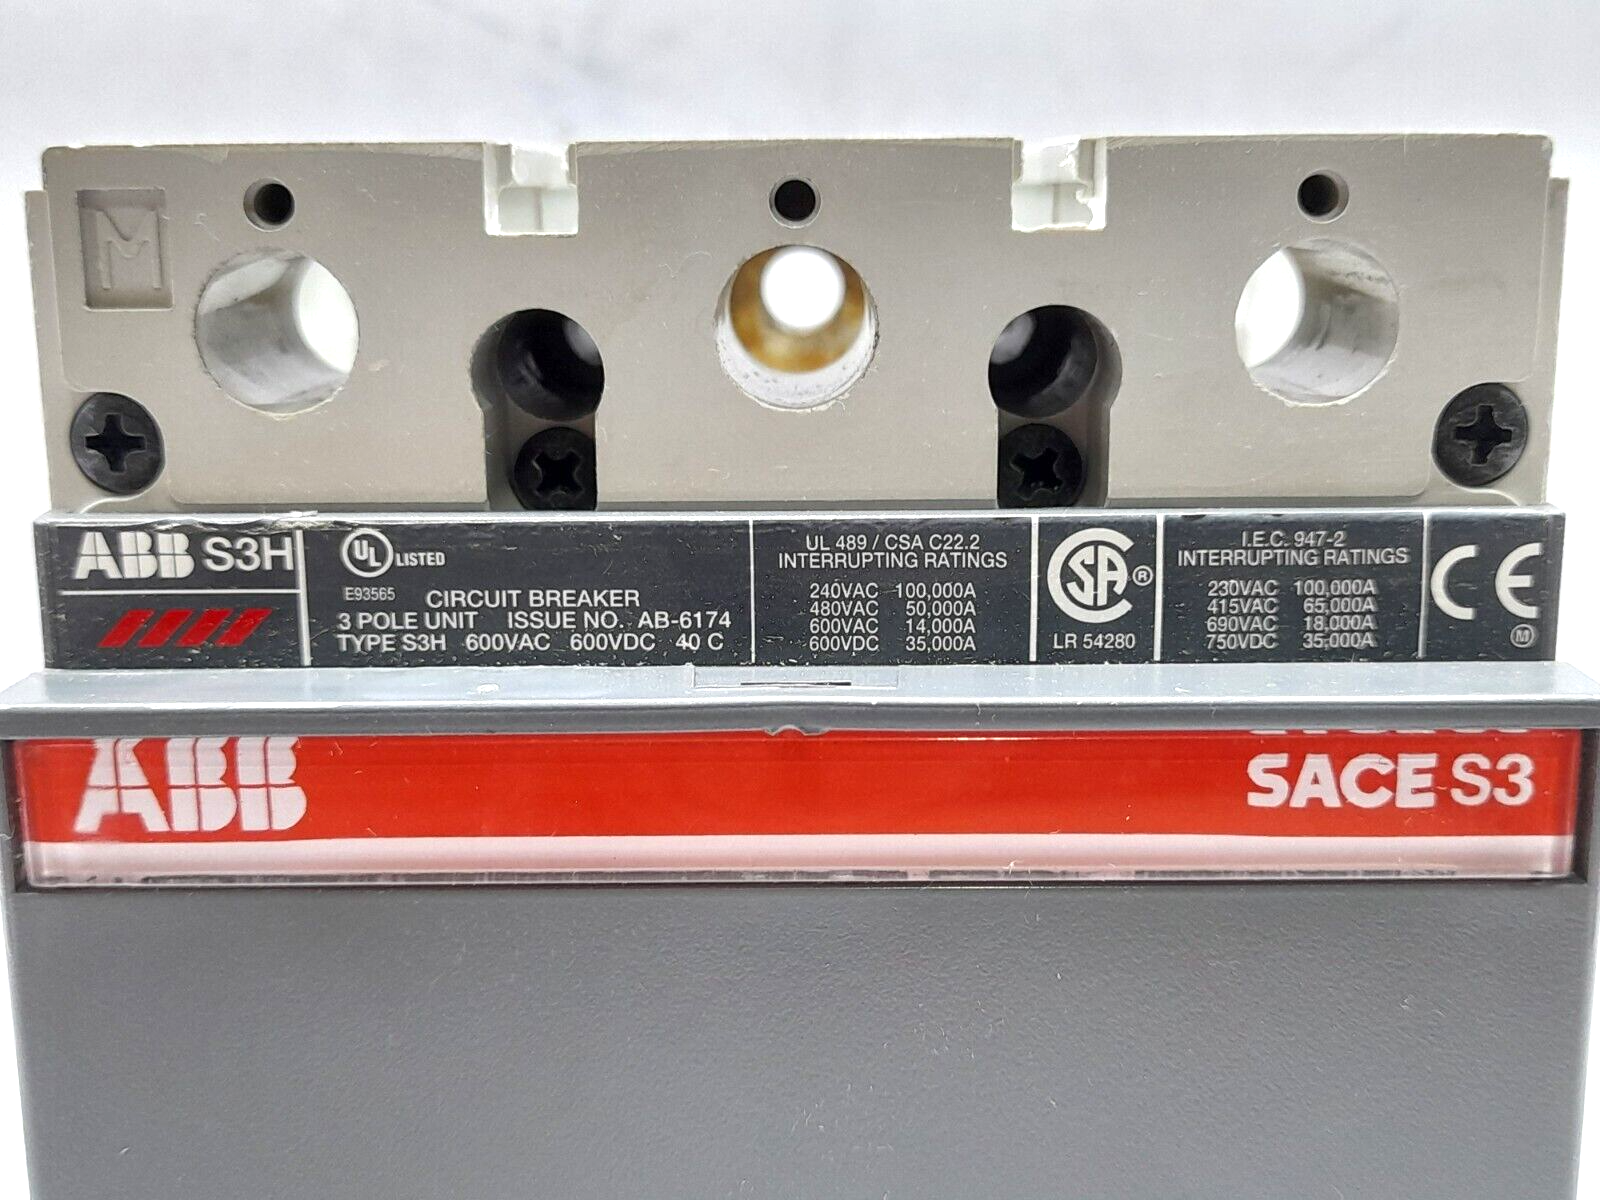 M
ABB S3H
UL LISTED
E93565
CIRCUIT BREAKER
3 POLE UNIT ISSUE NO. AB-6174
TYPE S3H 600VAC 600VDC 40 C
UL 489 / CSA C22.2
INTERRUPTING RATINGS
240VAC 100,000A
480VAC 50,000A
600VAC 14,000A
600VDC 35,000A
CSA ®
LR 54280
I.E.C. 947-2
INTERRUPTING RATINGS
230VAC 100,000A
415VAC 65,000A
690VAC 18,000A
750VDC 35,000A
CE
M
ABB
SACE S3